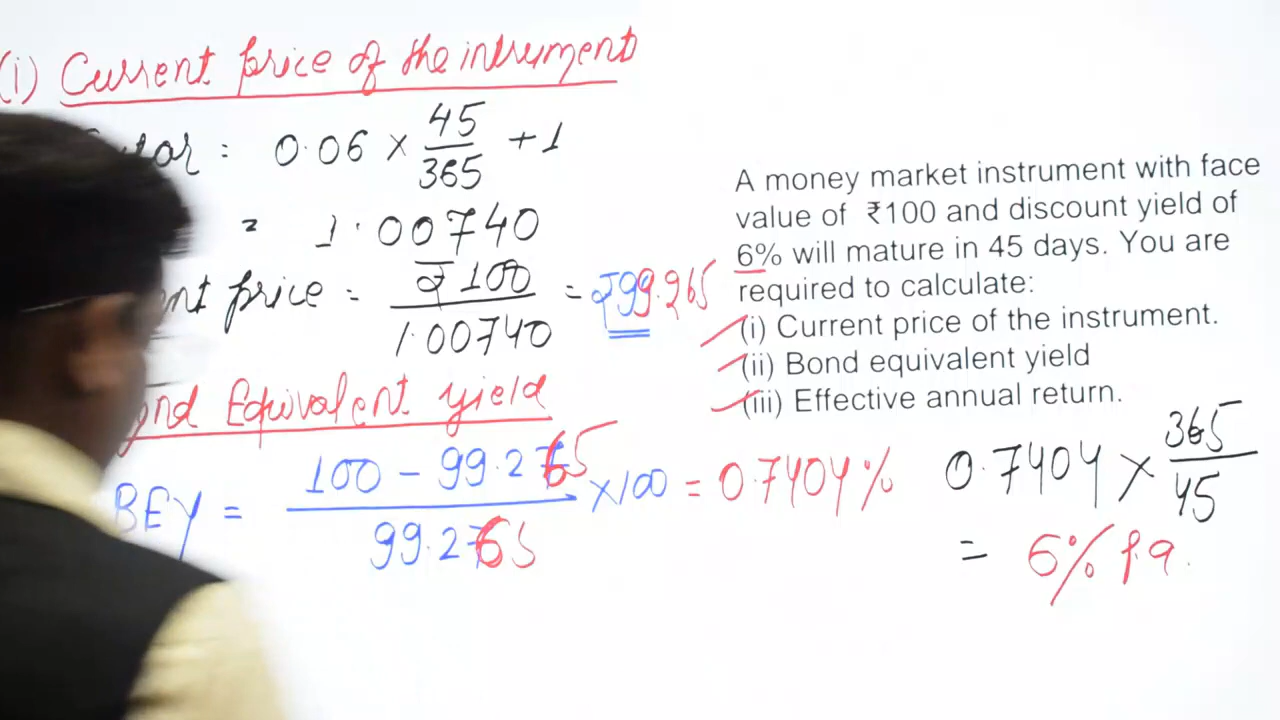 (i) Current price of the intrument
= 0.06 × 45/365 + 1
= 1.00740
price = ₹100/1.00740 = ₹99.265
Equivalent yield
BEY = 100 - 99.265/99.265 ×100 = 0.7404%
A money market instrument with face
value of ₹100 and discount yield of
6% will mature in 45 days. You are
required to calculate:
(i) Current price of the instrument.
(ii) Bond equivalent yield
(iii) Effective annual return.
0.7404 × 365/45
= 6% p.a.